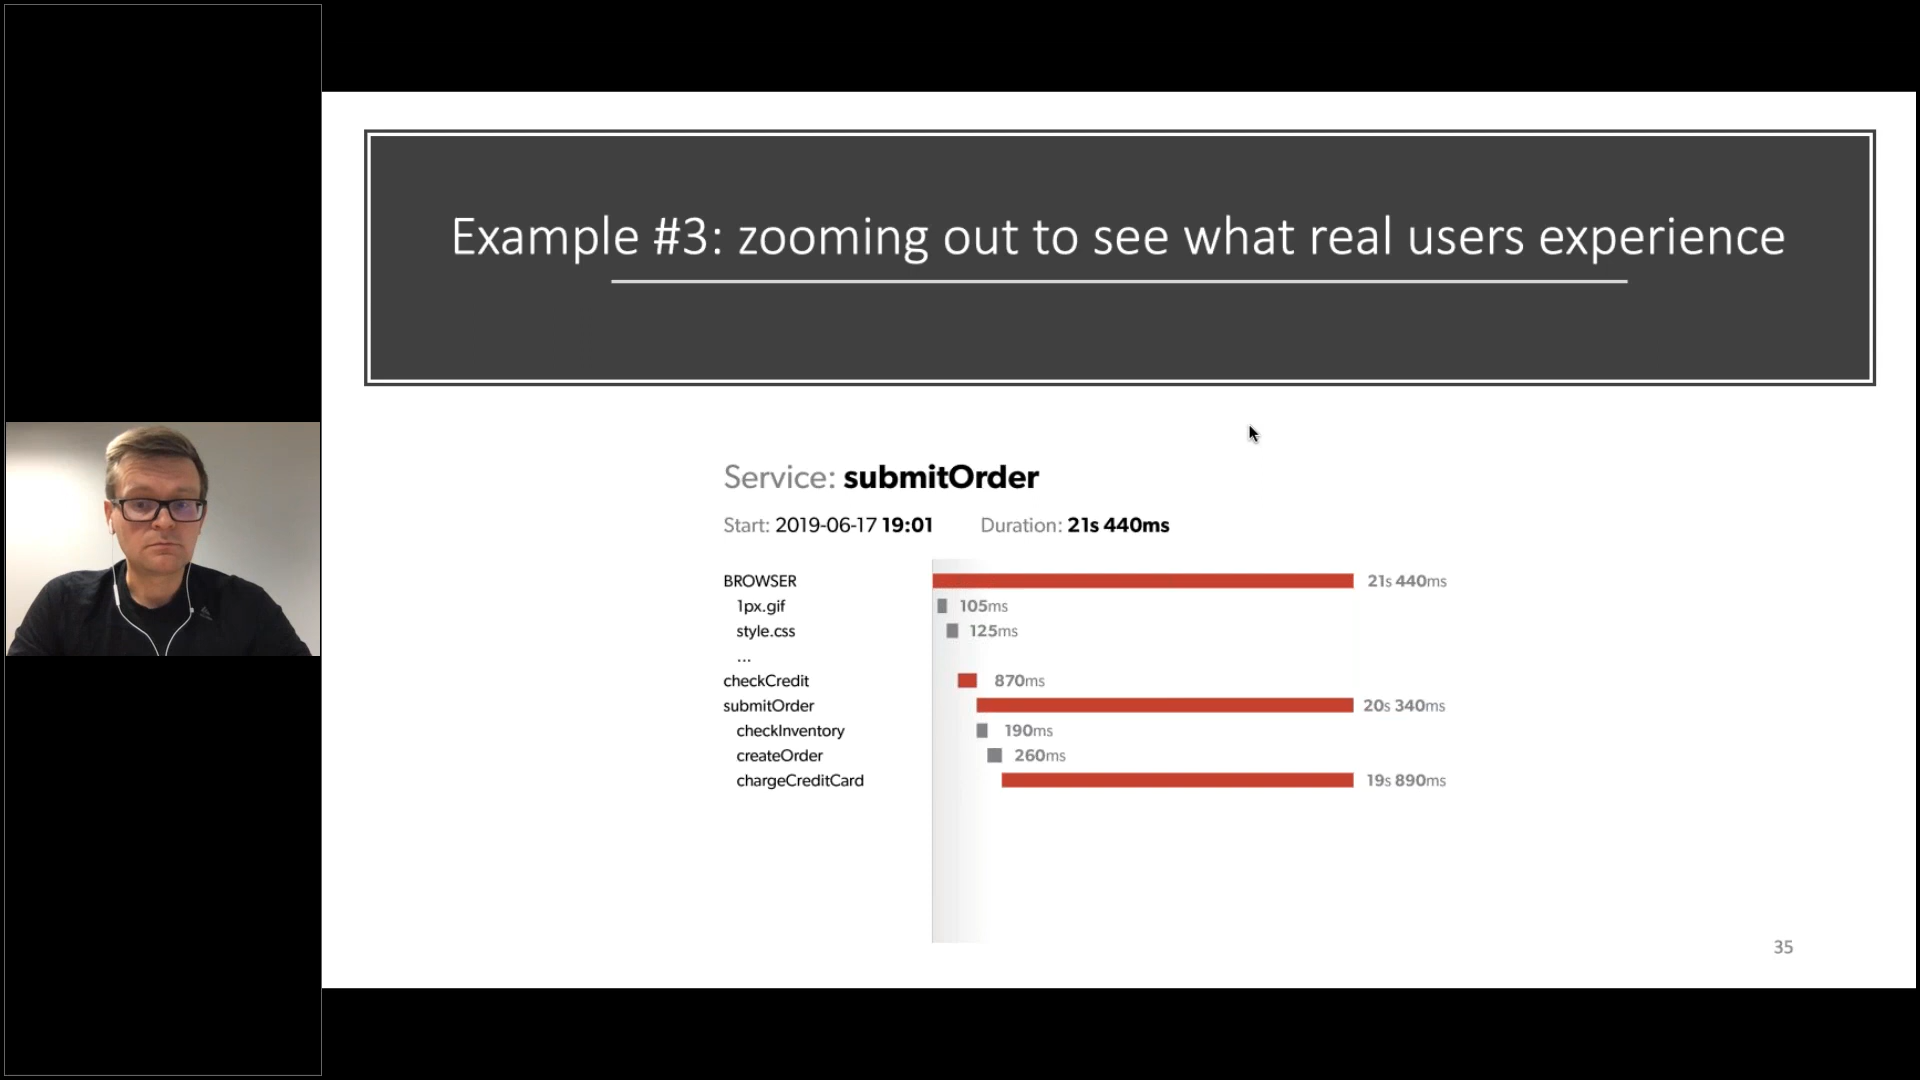 Example #3: zooming out to see what real users experience
Service: submitOrder
Start: 2019-06-17 19:01 Duration: 21s 440ms
BROWSER 21s 440ms
1px.gif 105ms
style.css 125ms
...
checkCredit 870ms
submitOrder 20s 340ms
checkInventory 190ms
createOrder 260ms
chargeCreditCard 19s 890ms
35